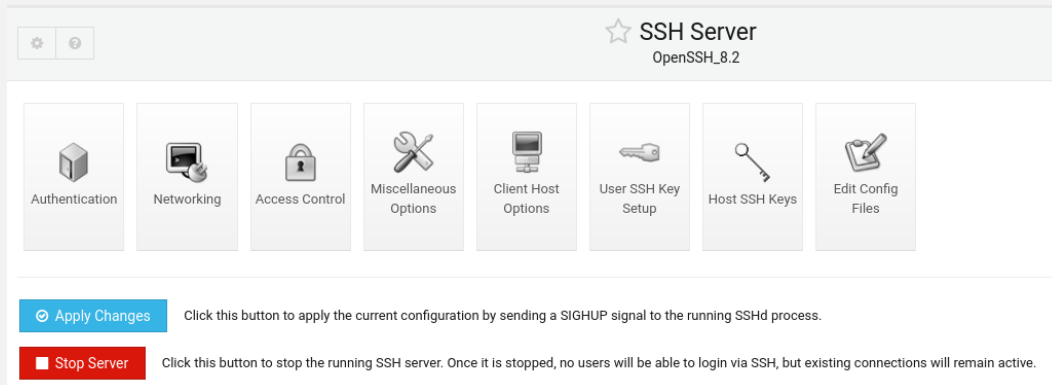 SSH Server
OpenSSH_8.2
Authentication
Networking
Access Control
Miscellaneous
Options
Client Host
Options
User SSH Key
Setup
Host SSH Keys
Edit Config
Files
Apply Changes
Click this button to apply the current configuration by sending a SIGHUP signal to the running SSHd process.
Stop Server
Click this button to stop the running SSH server. Once it is stopped, no users will be able to login via SSH, but existing connections will remain active.